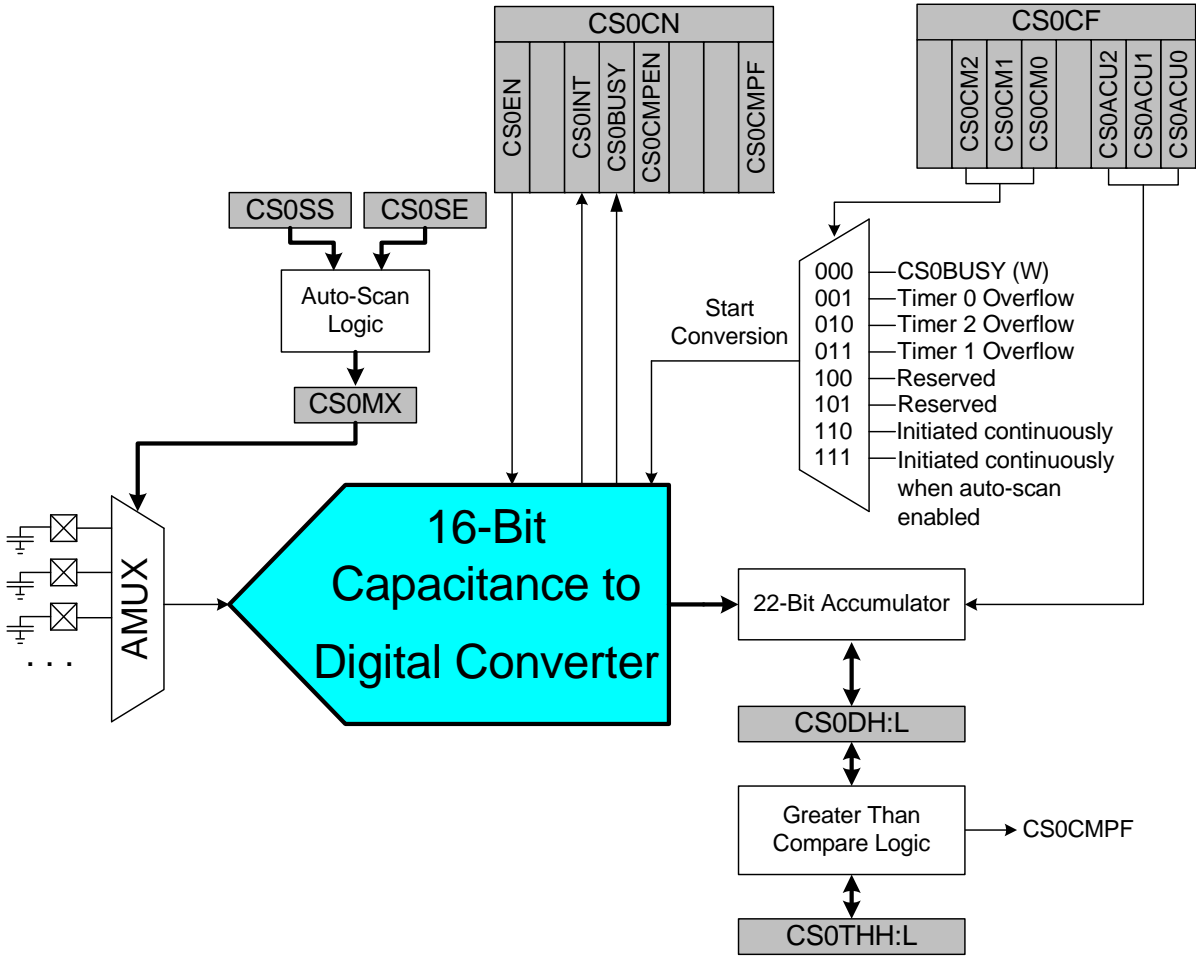 CS0CN
CS0EN
CS0INT
CS0BUSY
CS0CMPEN
CS0CMPF
CS0CF
CS0CM2
CS0CM1
CS0CM0
CS0ACU2
CS0ACU1
CS0ACU0
CS0SS
CS0SE
Auto-Scan
Logic
CS0MX
Start
Conversion
000 CS0BUSY (W)
001 Timer 0 Overflow
010 Timer 2 Overflow
011 Timer 1 Overflow
100 Reserved
101 Reserved
110 Initiated continuously
111 Initiated continuously
when auto-scan
enabled
AMUX
. . .
16-Bit
Capacitance to
Digital Converter
22-Bit Accumulator
CS0DH:L
Greater Than
Compare Logic
CS0CMPF
CS0THH:L